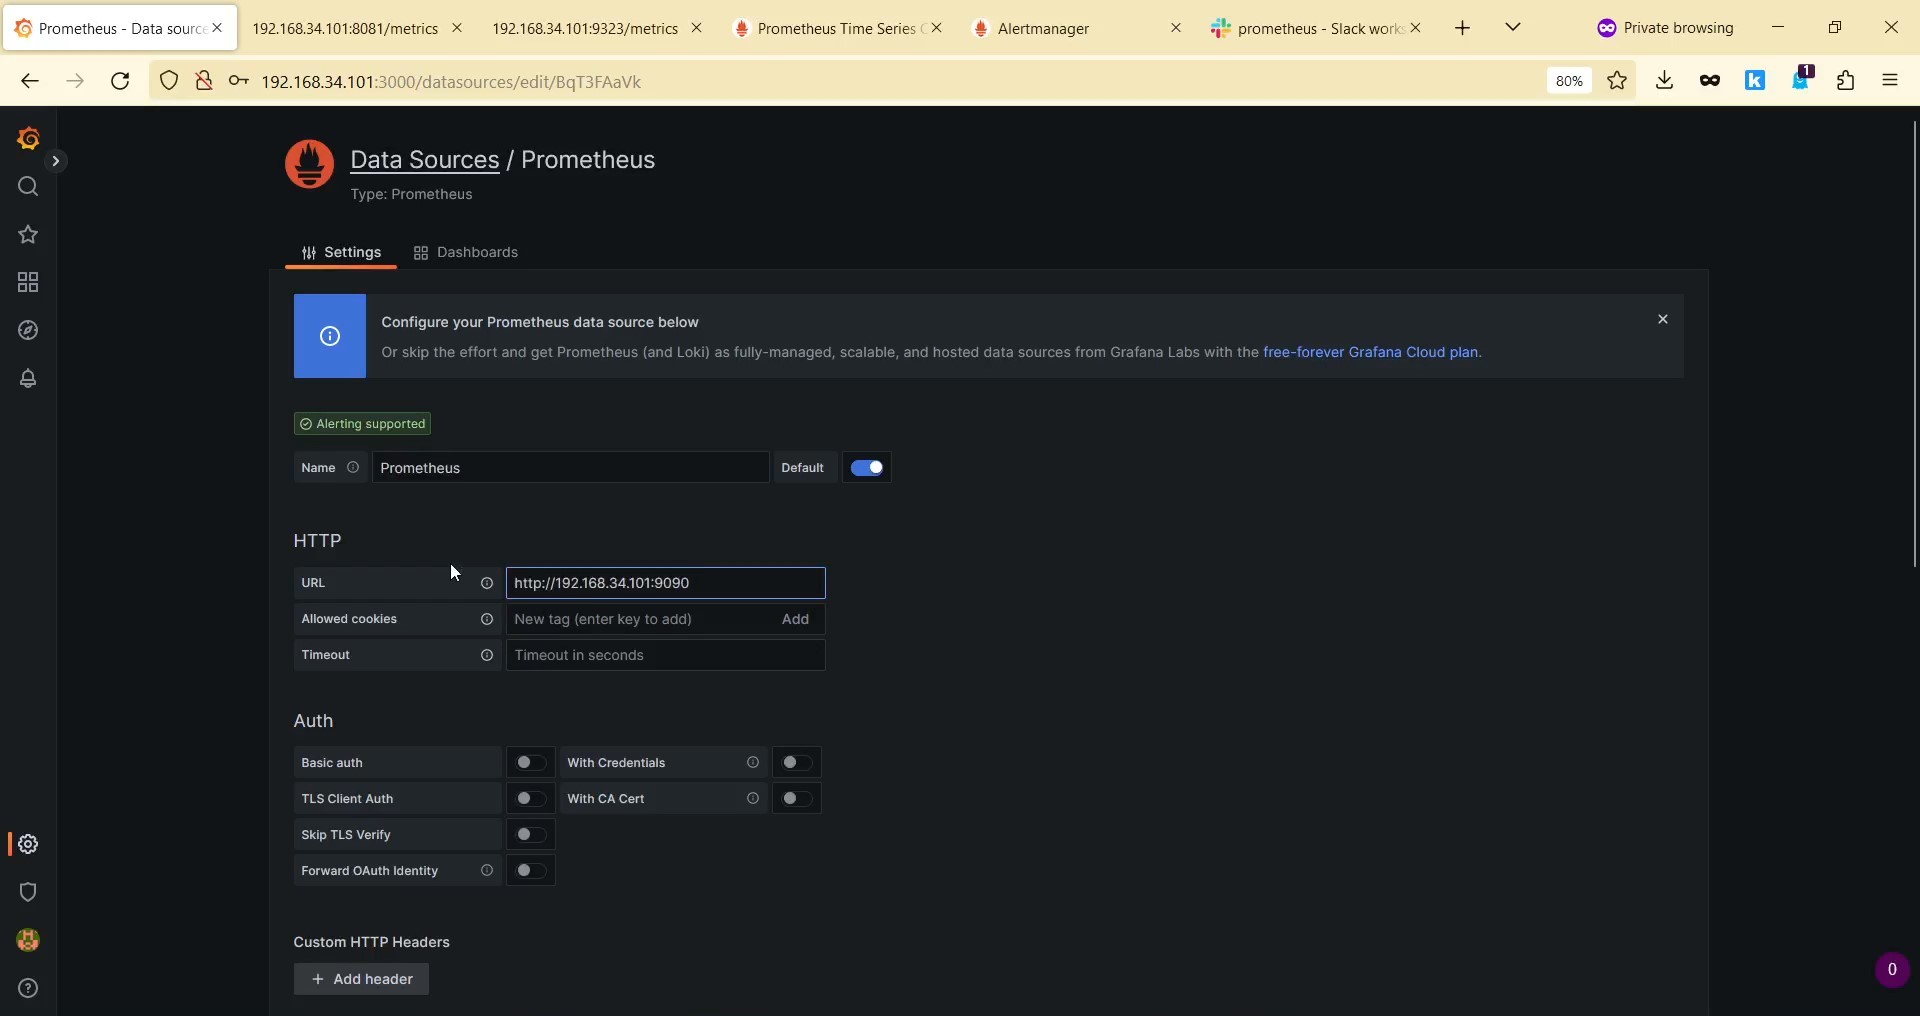 Prometheus - Data source
192.168.34.101:8081/metrics
192.168.34.101:9323/metrics
Prometheus Time Series C
Alertmanager
prometheus - Slack works
Private browsing
192.168.34.101:3000/datasources/edit/BqT3FAaVk
80%
k
1
Data Sources / Prometheus
Type: Prometheus
Settings
Dashboards
Configure your Prometheus data source below
Or skip the effort and get Prometheus (and Loki) as fully-managed, scalable, and hosted data sources from Grafana Labs with the free-forever Grafana Cloud plan.
Alerting supported
Name
Prometheus
Default
HTTP
URL
http://192.168.34.101:9090
Allowed cookies
New tag (enter key to add)
Add
Timeout
Timeout in seconds
Auth
Basic auth
With Credentials
TLS Client Auth
With CA Cert
Skip TLS Verify
Forward OAuth Identity
Custom HTTP Headers
+ Add header
0